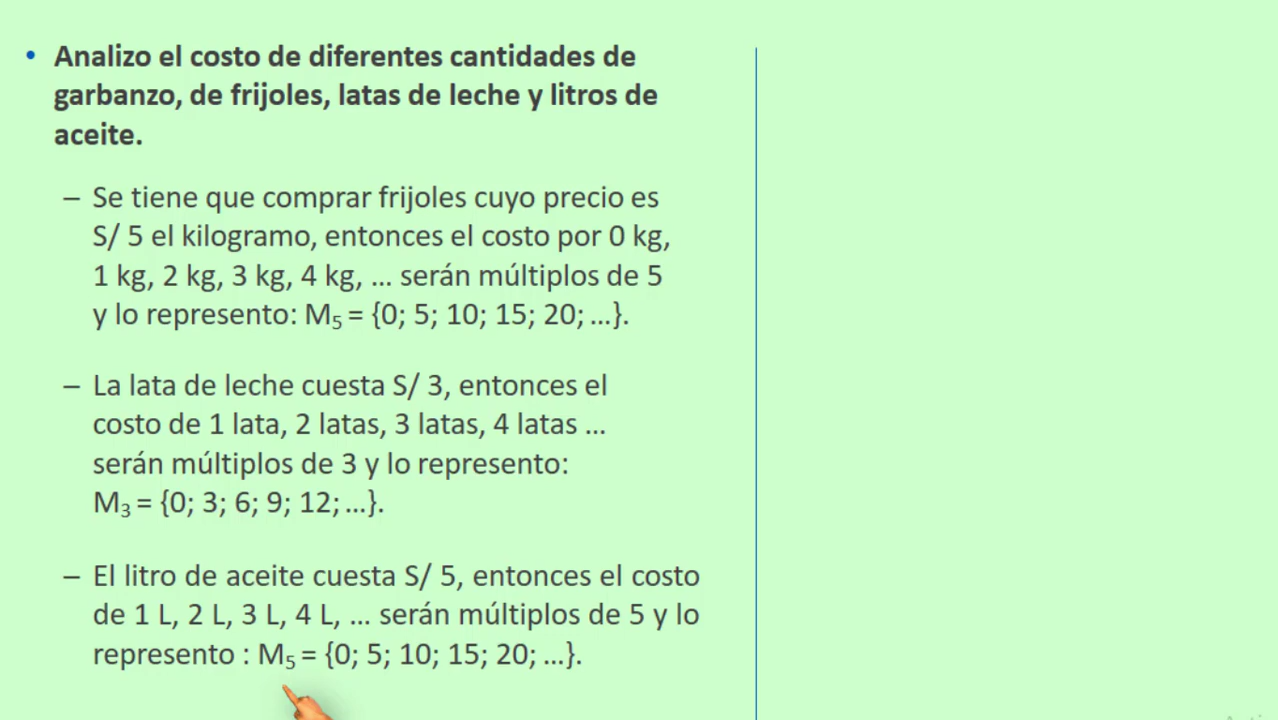 • Analizo el costo de diferentes cantidades de
garbanzo, de frijoles, latas de leche y litros de
aceite.
– Se tiene que comprar frijoles cuyo precio es
S/ 5 el kilogramo, entonces el costo por 0 kg,
1 kg, 2 kg, 3 kg, 4 kg, ... serán múltiplos de 5
y lo represento: M₅ = {0; 5; 10; 15; 20; ...}.
– La lata de leche cuesta S/ 3, entonces el
costo de 1 lata, 2 latas, 3 latas, 4 latas ...
serán múltiplos de 3 y lo represento:
M₃ = {0; 3; 6; 9; 12; ...}.
– El litro de aceite cuesta S/ 5, entonces el costo
de 1 L, 2 L, 3 L, 4 L, ... serán múltiplos de 5 y lo
represento : M₅ = {0; 5; 10; 15; 20; ...}.